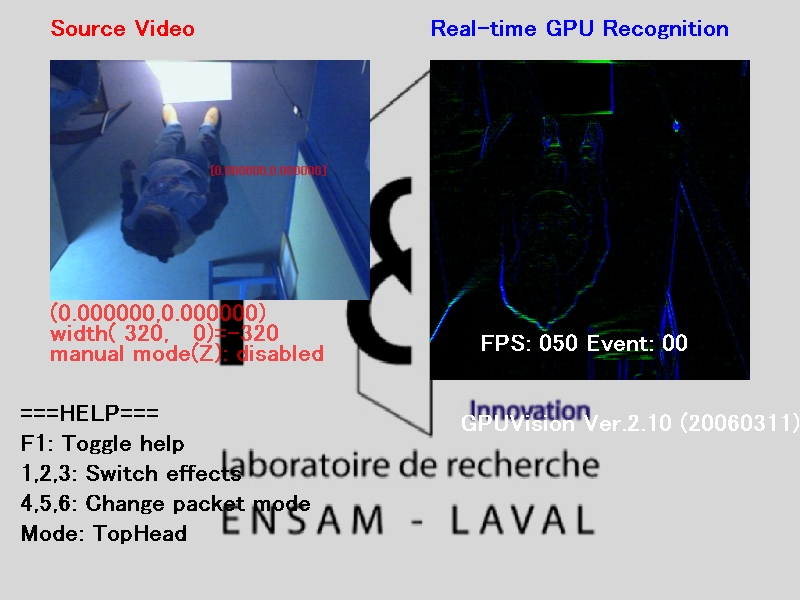 Source Video
Real-time GPU Recognition
[0.000000,0.000000]
(0.000000,0.000000)
width( 320, 0)=-320
manual mode(Z): disabled
FPS: 050 Event: 00
===HELP===
F1: Toggle help
1,2,3: Switch effects
4,5,6: Change packet mode
Mode: TopHead
Innovation
GPUVision Ver.2.10 (20060311)
laboratoire de recherche
ENSAM - LAVAL